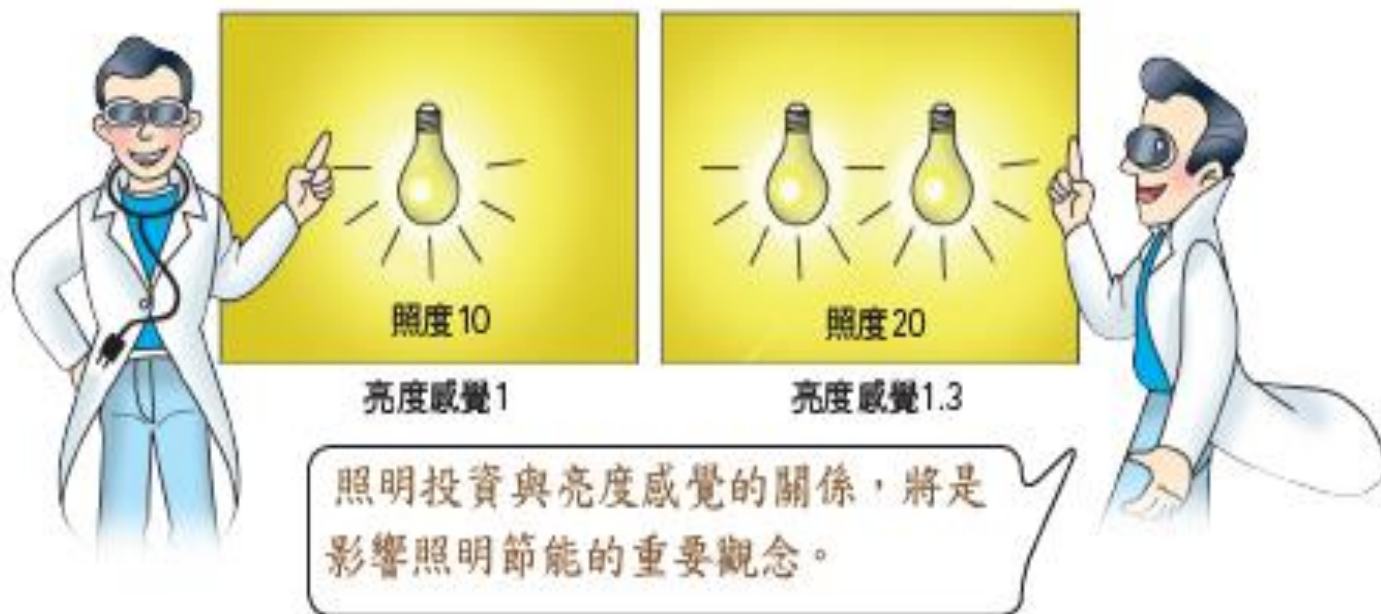 照度10
照度20
亮度感覺1
亮度感覺1.3
照明投資與亮度感覺的關係，將是
影響照明節能的重要觀念。